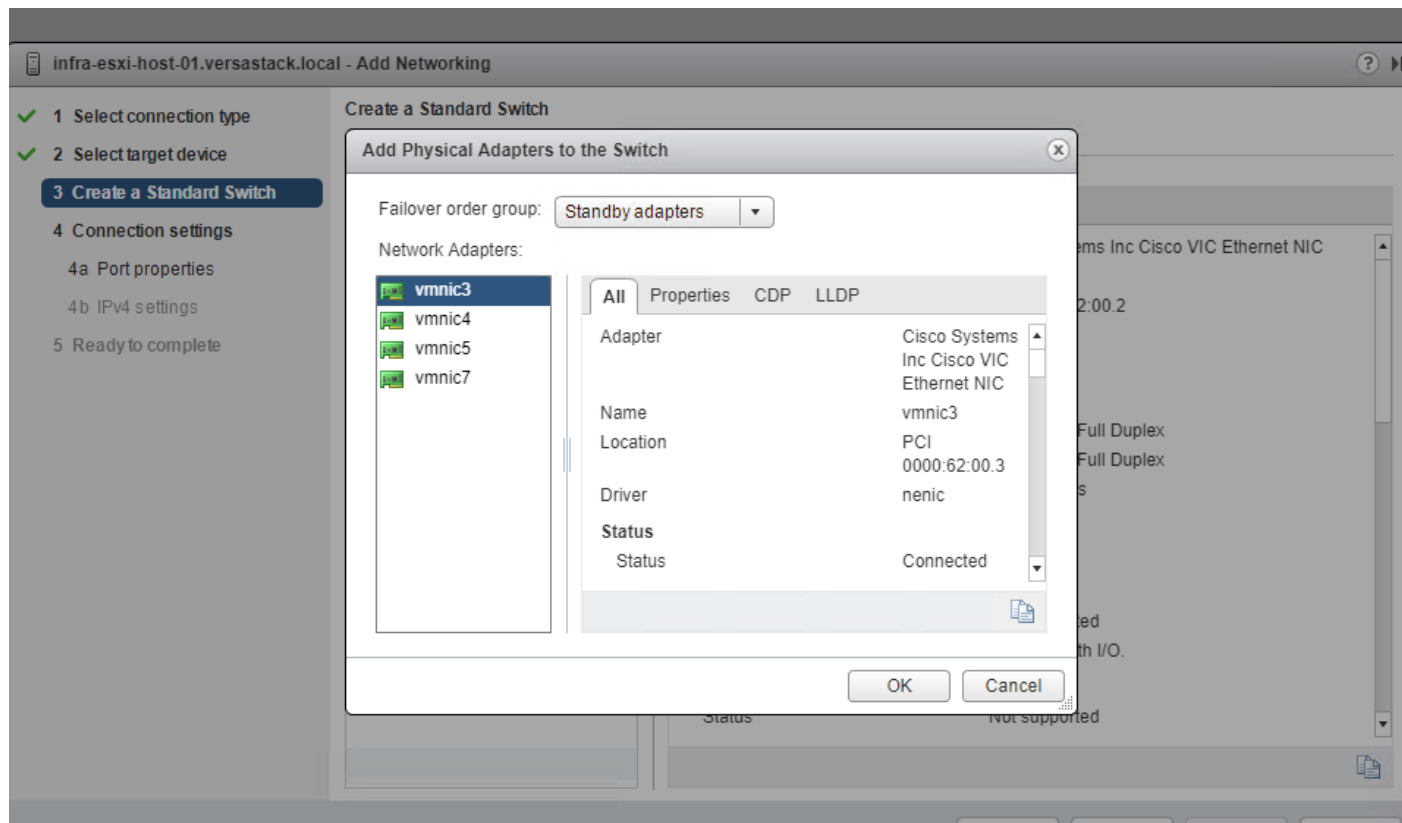 infra-esxi-host-01.versastack.local - Add Networking
?
1 Select connection type
2 Select target device
3 Create a Standard Switch
4 Connection settings
4a Port properties
4b IPv4 settings
5 Ready to complete
Create a Standard Switch
Add Physical Adapters to the Switch
Failover order group: Standby adapters
Network Adapters:
vmnic3
vmnic4
vmnic5
vmnic7
All Properties CDP LLDP
Adapter Cisco Systems
Inc Cisco VIC
Ethernet NIC
Name vmnic3
Location PCI
0000:62:00.3
Driver nenic
Status
Status Connected
OK Cancel
Inc Cisco VIC Ethernet NIC
2:00.2
Full Duplex
Full Duplex
th I/O.
Status Not supported